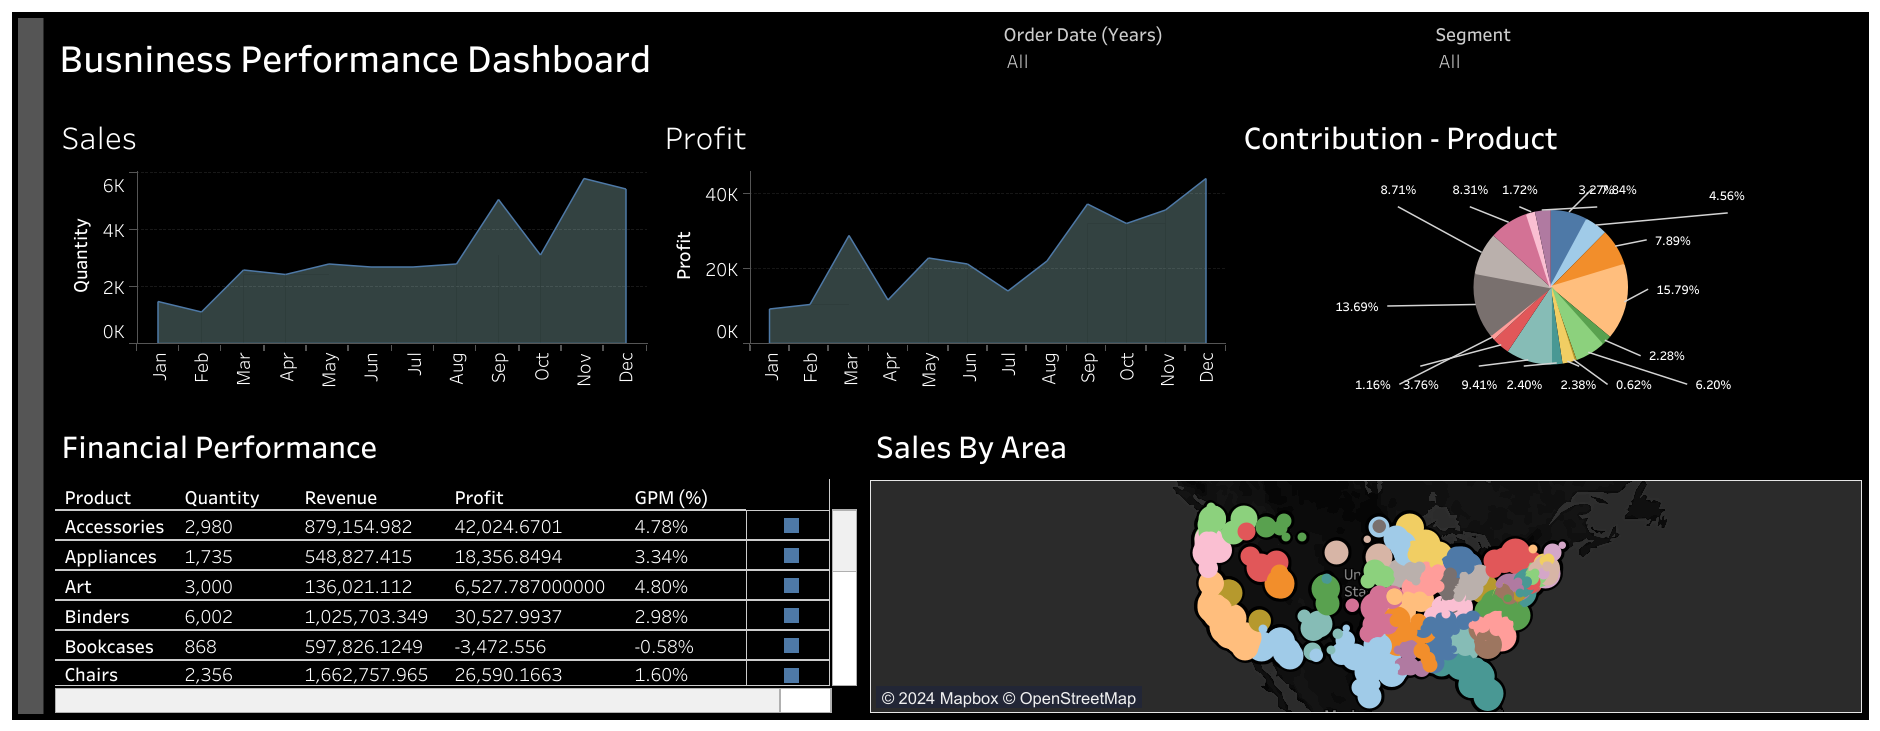 Busniness Performance Dashboard
Order Date (Years)
All
Segment
All
Sales
6K
4K
2K
0K
Quantity
Jan Feb Mar Apr May Jun Jul Aug Sep Oct Nov Dec
Profit
40K
20K
0K
Profit
Jan Feb Mar Apr May Jun Jul Aug Sep Oct Nov Dec
Contribution - Product
8.71% 8.31% 1.72% 3.27% 7.84% 4.56%
7.89%
15.79%
13.69%
2.28%
1.16% 3.76% 9.41% 2.40% 2.38% 0.62% 6.20%
Financial Performance
Product Quantity Revenue Profit GPM (%)
Accessories 2,980 879,154.982 42,024.6701 4.78%
Appliances 1,735 548,827.415 18,356.8494 3.34%
Art 3,000 136,021.112 6,527.787000000 4.80%
Binders 6,002 1,025,703.349 30,527.9937 2.98%
Bookcases 868 597,826.1249 -3,472.556 -0.58%
Chairs 2,356 1,662,757.965 26,590.1663 1.60%
Sales By Area
Un
Sta
© 2024 Mapbox © OpenStreetMap